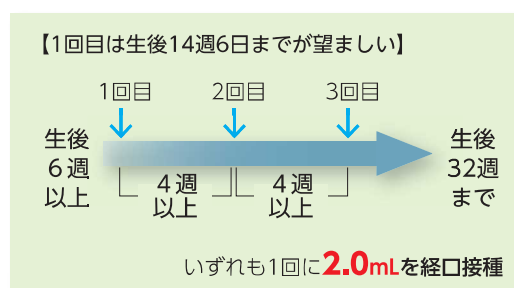 【1回目は生後14週6日までが望ましい】
1回目 2回目 3回目
生後
6週
以上
4週
以上
4週
以上
生後
32週
まで
いずれも1回に2.0mLを経口接種